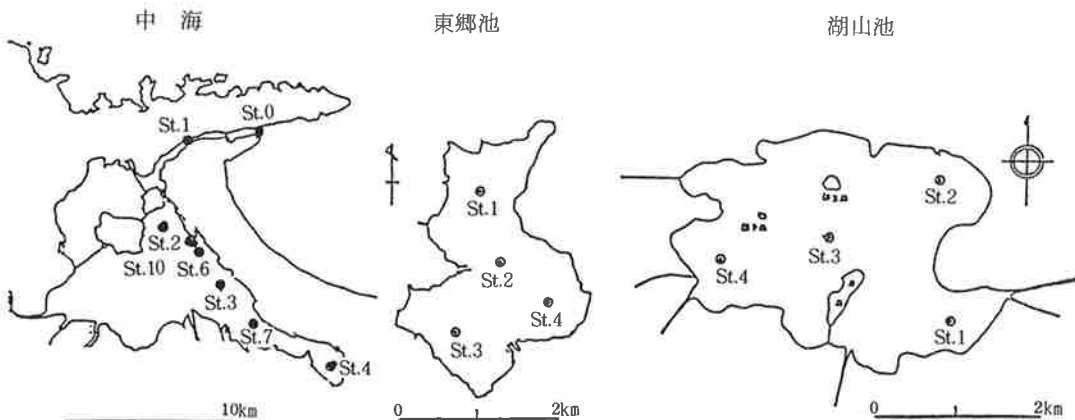 中海
St.0
St.1
St.2
St.10
St.6
St.3
St.7
St.4
10km
東郷池
St.1
St.2
St.4
St.3
0 1 2km
湖山池
St.2
St.3
St.4
St.1
0 1 2km